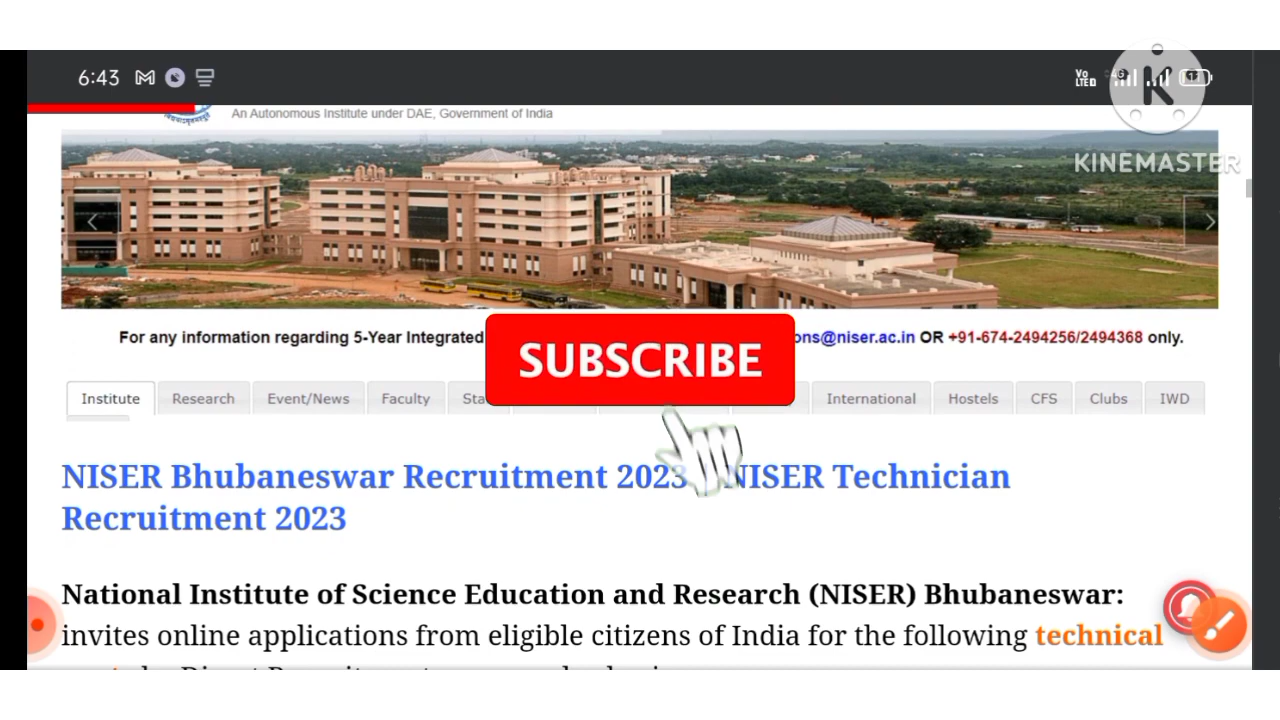 6:43
Vo LTE 4G
K
KINEMASTER
An Autonomous Institute under DAE, Government of India
For any information regarding 5-Year Integrated ons@niser.ac.in OR +91-674-2494256/2494368 only.
SUBSCRIBE
Institute Research Event/News Faculty International Hostels CFS Clubs IWD
NISER Bhubaneswar Recruitment 2023 NISER Technician
Recruitment 2023
National Institute of Science Education and Research (NISER) Bhubaneswar:
invites online applications from eligible citizens of India for the following technical